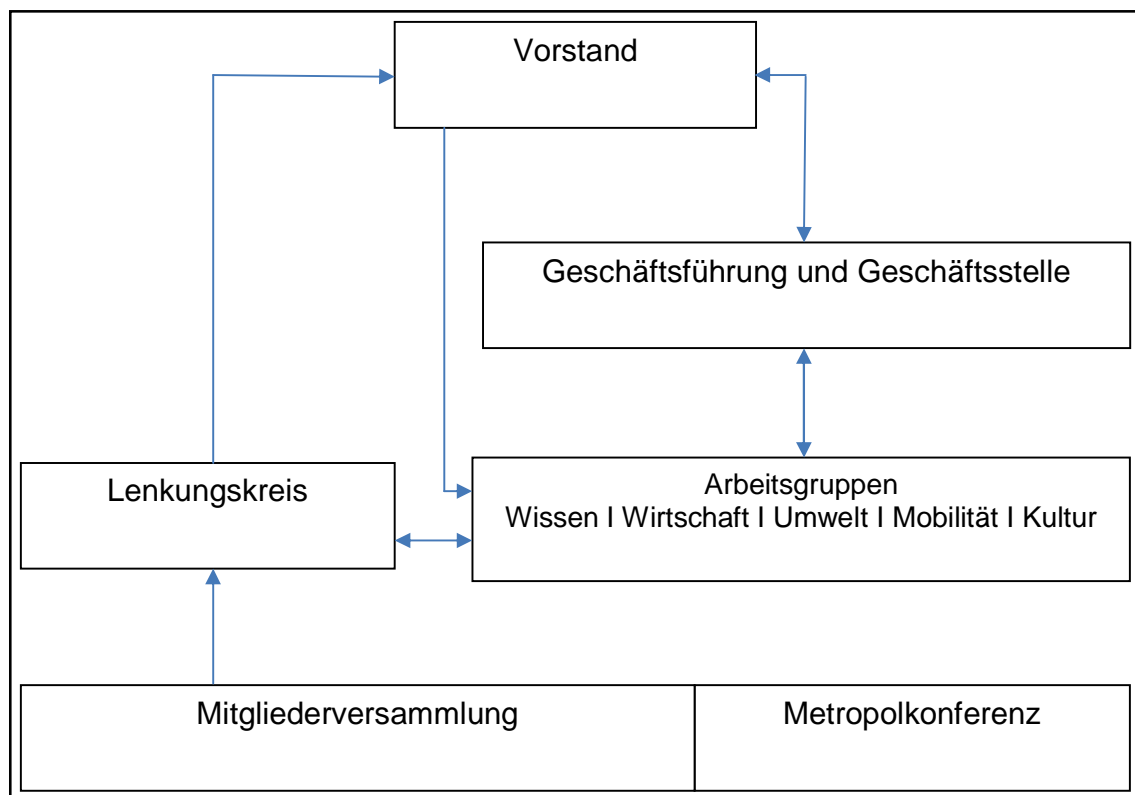 Vorstand
Geschäftsführung und Geschäftsstelle
Lenkungskreis
Arbeitsgruppen
Wissen I Wirtschaft I Umwelt I Mobilität I Kultur
Mitgliederversammlung
Metropolkonferenz